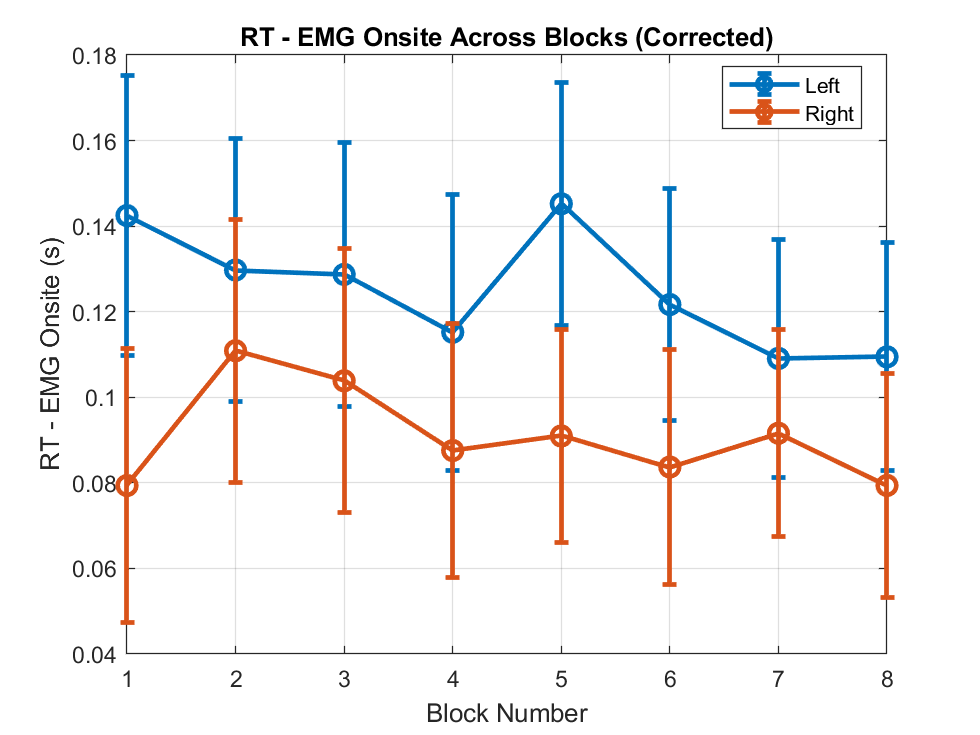 RT - EMG Onsite Across Blocks (Corrected)
Left
Right
RT - EMG Onsite (s)
0.18
0.16
0.14
0.12
0.1
0.08
0.06
0.04
1 2 3 4 5 6 7 8
Block Number